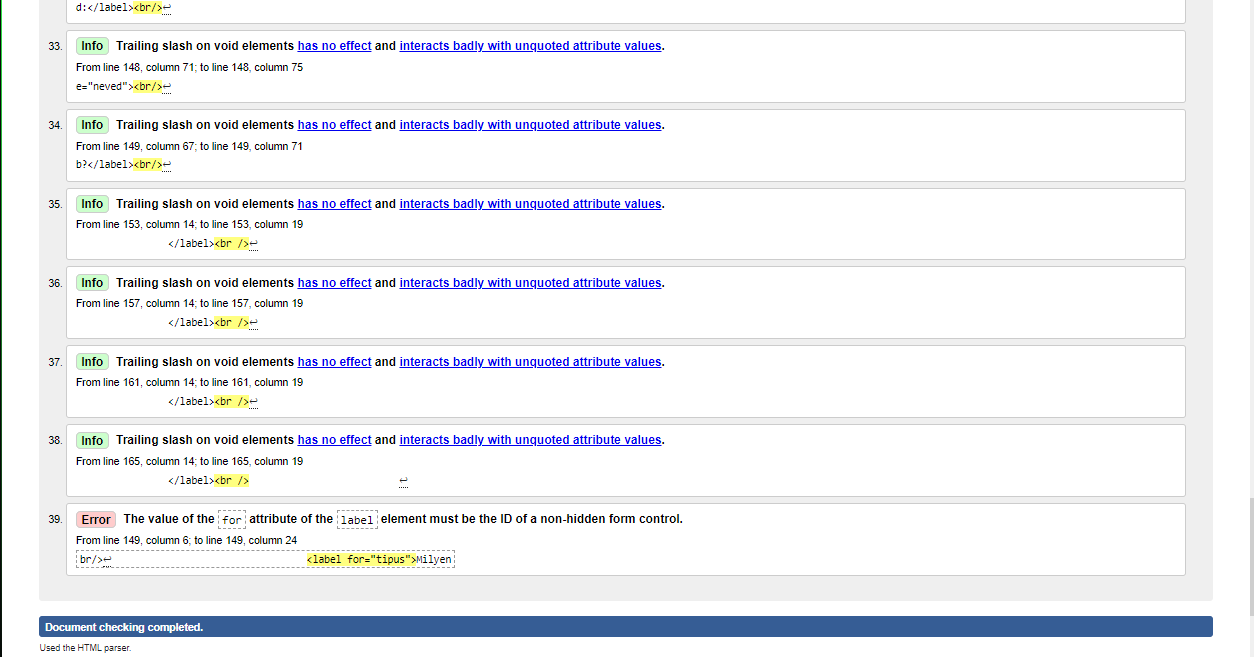 d:</label><br/>↩
33. Info Trailing slash on void elements has no effect and interacts badly with unquoted attribute values.
From line 148, column 71; to line 148, column 75
e="neved"><br/>↩
34. Info Trailing slash on void elements has no effect and interacts badly with unquoted attribute values.
From line 149, column 67; to line 149, column 71
b?</label><br/>↩
35. Info Trailing slash on void elements has no effect and interacts badly with unquoted attribute values.
From line 153, column 14; to line 153, column 19
</label><br />↩
36. Info Trailing slash on void elements has no effect and interacts badly with unquoted attribute values.
From line 157, column 14; to line 157, column 19
</label><br />↩
37. Info Trailing slash on void elements has no effect and interacts badly with unquoted attribute values.
From line 161, column 14; to line 161, column 19
</label><br />↩
38. Info Trailing slash on void elements has no effect and interacts badly with unquoted attribute values.
From line 165, column 14; to line 165, column 19
</label><br /> ↩
39. Error The value of the for attribute of the label element must be the ID of a non-hidden form control.
From line 149, column 6; to line 149, column 24
br/>↩ <label for="tipus">Milyen
Document checking completed.
Used the HTML parser.